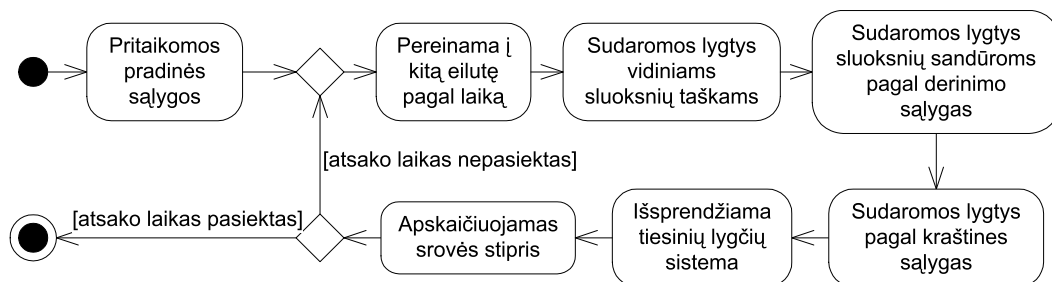 Pritaikomos
pradinės
sąlygos
Pereinama į
kitą eilutę
pagal laiką
Sudaromos lygtys
vidiniams
sluoksnių taškams
Sudaromos lygtys
sluoksnių sandūroms
pagal derinimo
sąlygas
[atsako laikas nepasiektas]
[atsako laikas pasiektas]
Apskaičiuojamas
srovės stipris
Išsprendžiama
tiesinių lygčių
sistema
Sudaromos lygtys
pagal kraštines
sąlygas